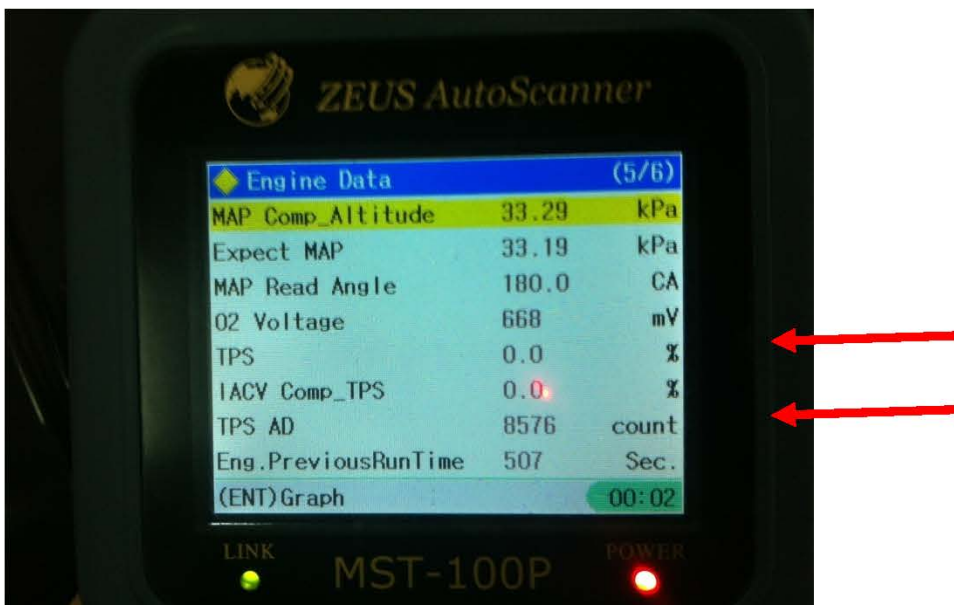 ZEUS AutoScanner
Engine Data (5/6)
MAP Comp_Altitude 33.29 kPa
Expect MAP 33.19 kPa
MAP Read Angle 180.0 CA
O2 Voltage 668 mV
TPS 0.0 %
IACV Comp_TPS 0.0 %
TPS AD 8576 count
Eng.PreviousRunTime 507 Sec.
(ENT)Graph 00:02
LINK POWER
MST-100P